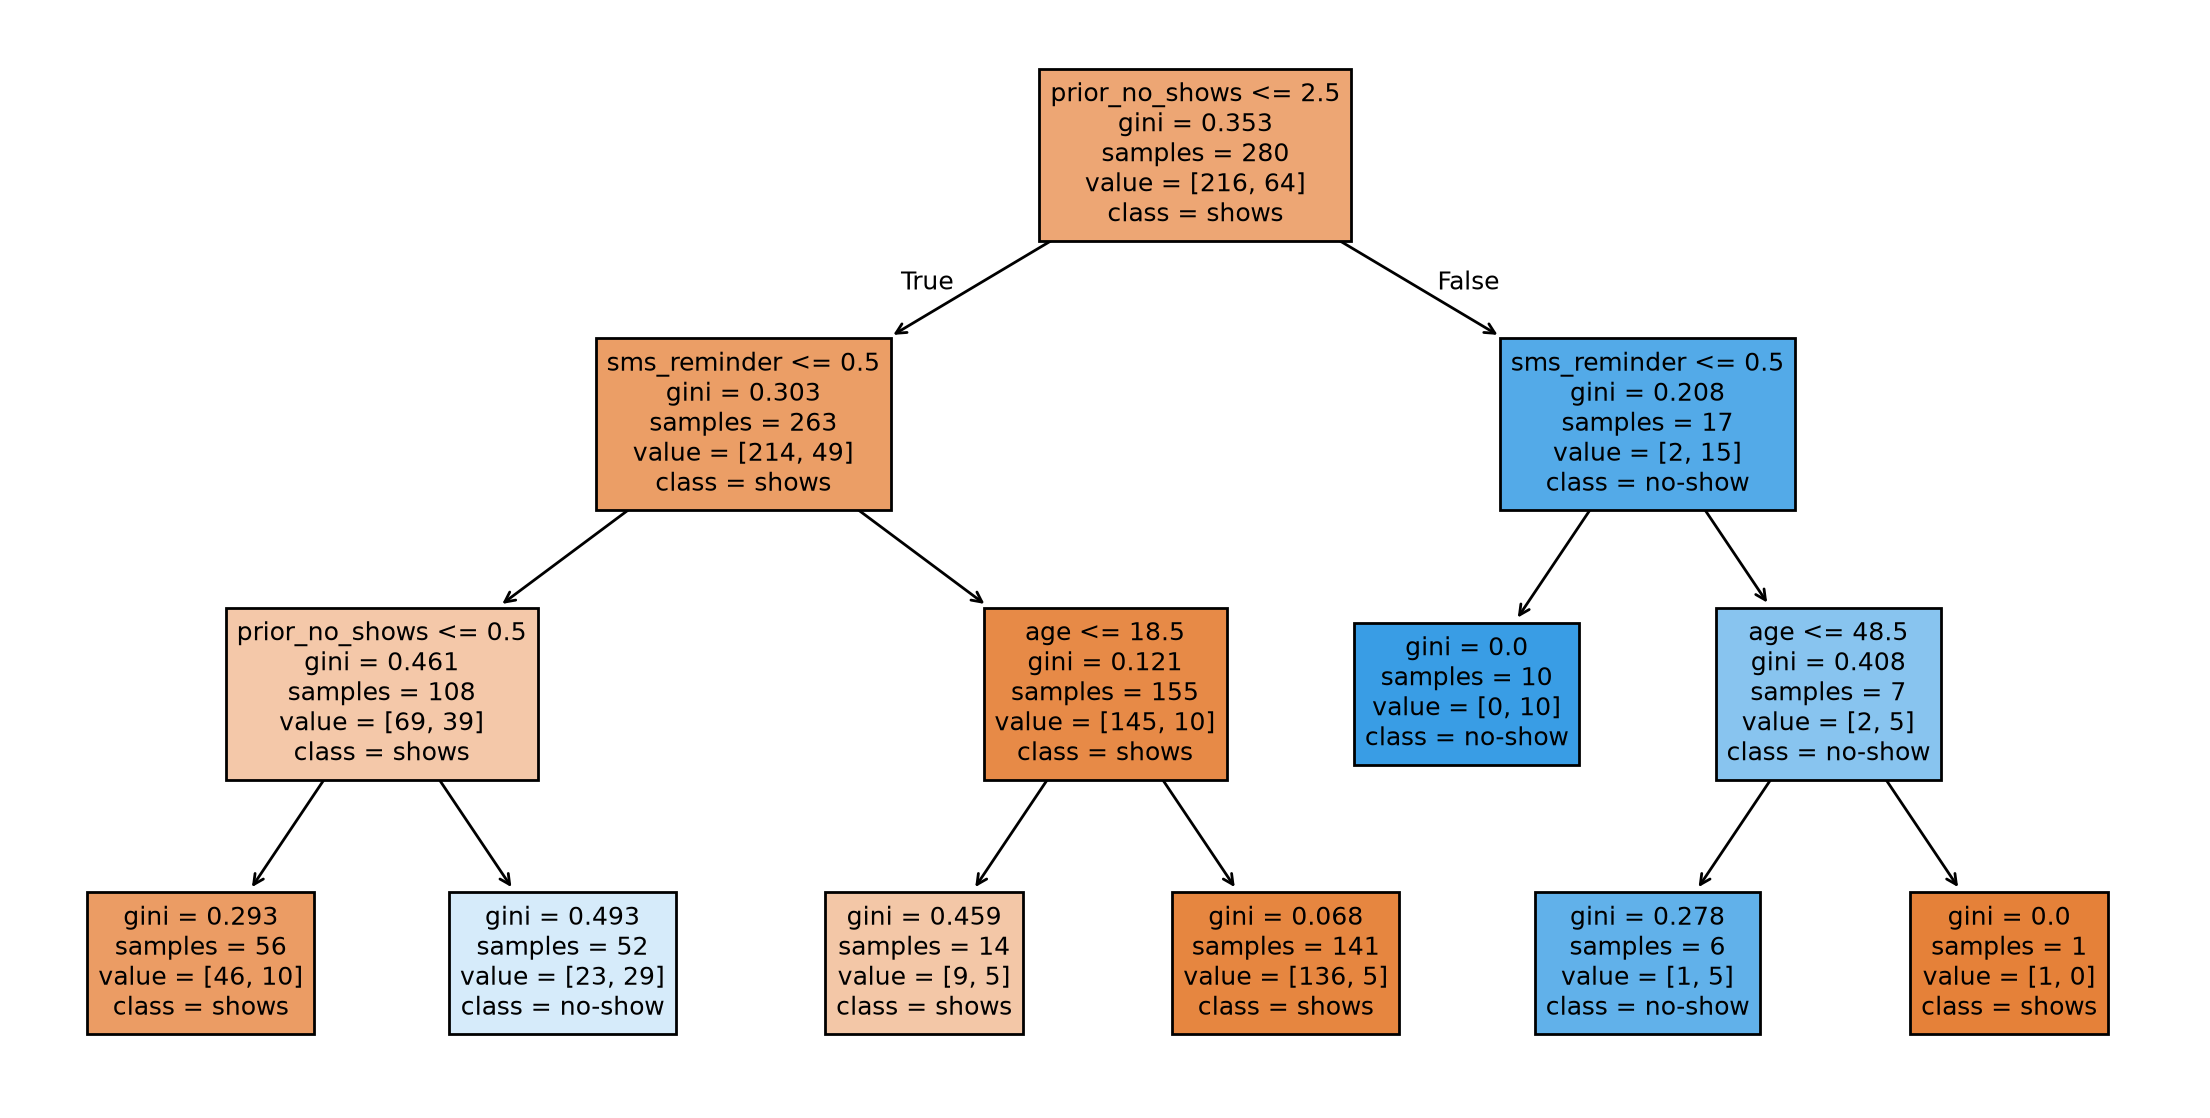 prior_no_shows <= 2.5
gini = 0.353
samples = 280
value = [216, 64]
class = shows
True
False
sms_reminder <= 0.5
gini = 0.303
samples = 263
value = [214, 49]
class = shows
sms_reminder <= 0.5
gini = 0.208
samples = 17
value = [2, 15]
class = no-show
prior_no_shows <= 0.5
gini = 0.461
samples = 108
value = [69, 39]
class = shows
age <= 18.5
gini = 0.121
samples = 155
value = [145, 10]
class = shows
gini = 0.0
samples = 10
value = [0, 10]
class = no-show
age <= 48.5
gini = 0.408
samples = 7
value = [2, 5]
class = no-show
gini = 0.293
samples = 56
value = [46, 10]
class = shows
gini = 0.493
samples = 52
value = [23, 29]
class = no-show
gini = 0.459
samples = 14
value = [9, 5]
class = shows
gini = 0.068
samples = 141
value = [136, 5]
class = shows
gini = 0.278
samples = 6
value = [1, 5]
class = no-show
gini = 0.0
samples = 1
value = [1, 0]
class = shows